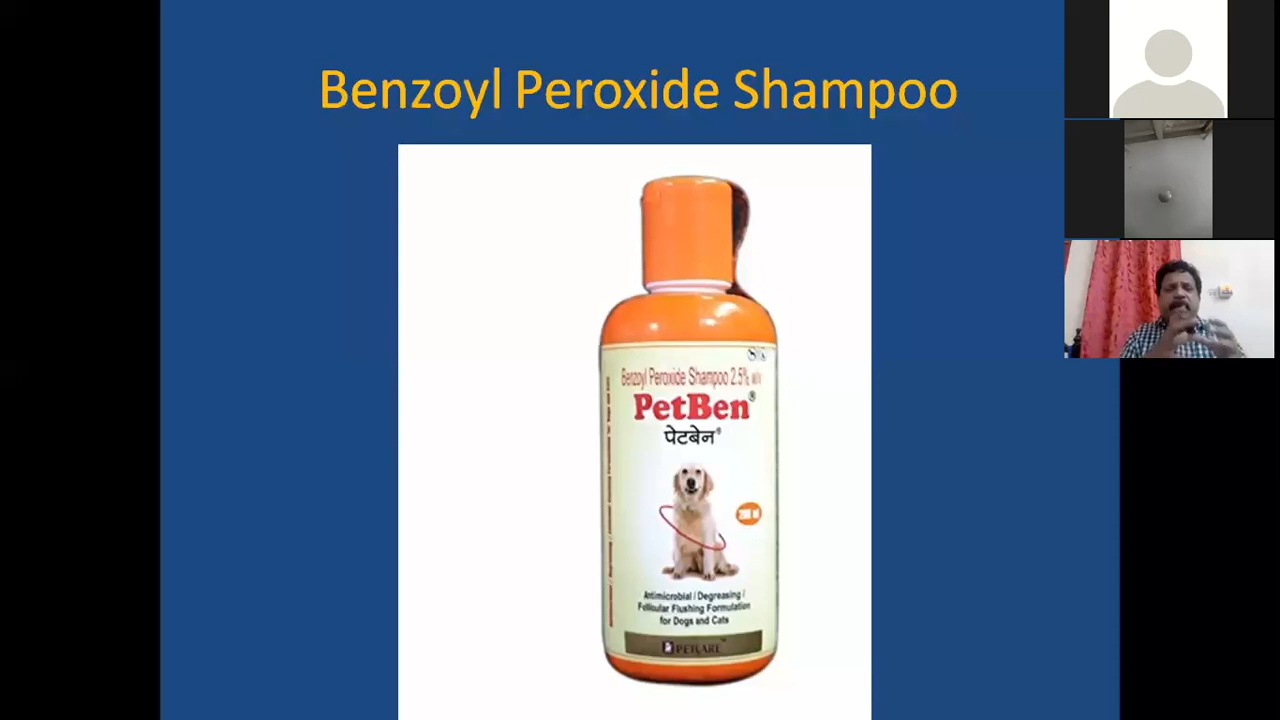 Benzoyl Peroxide Shampoo
Benzoyl Peroxide Shampoo 2.5% w/v
PetBen®
पेटबेन®
Antimicrobial / Degreasing /
Follicular Flushing Formulation
for Dogs and Cats
PETCARE